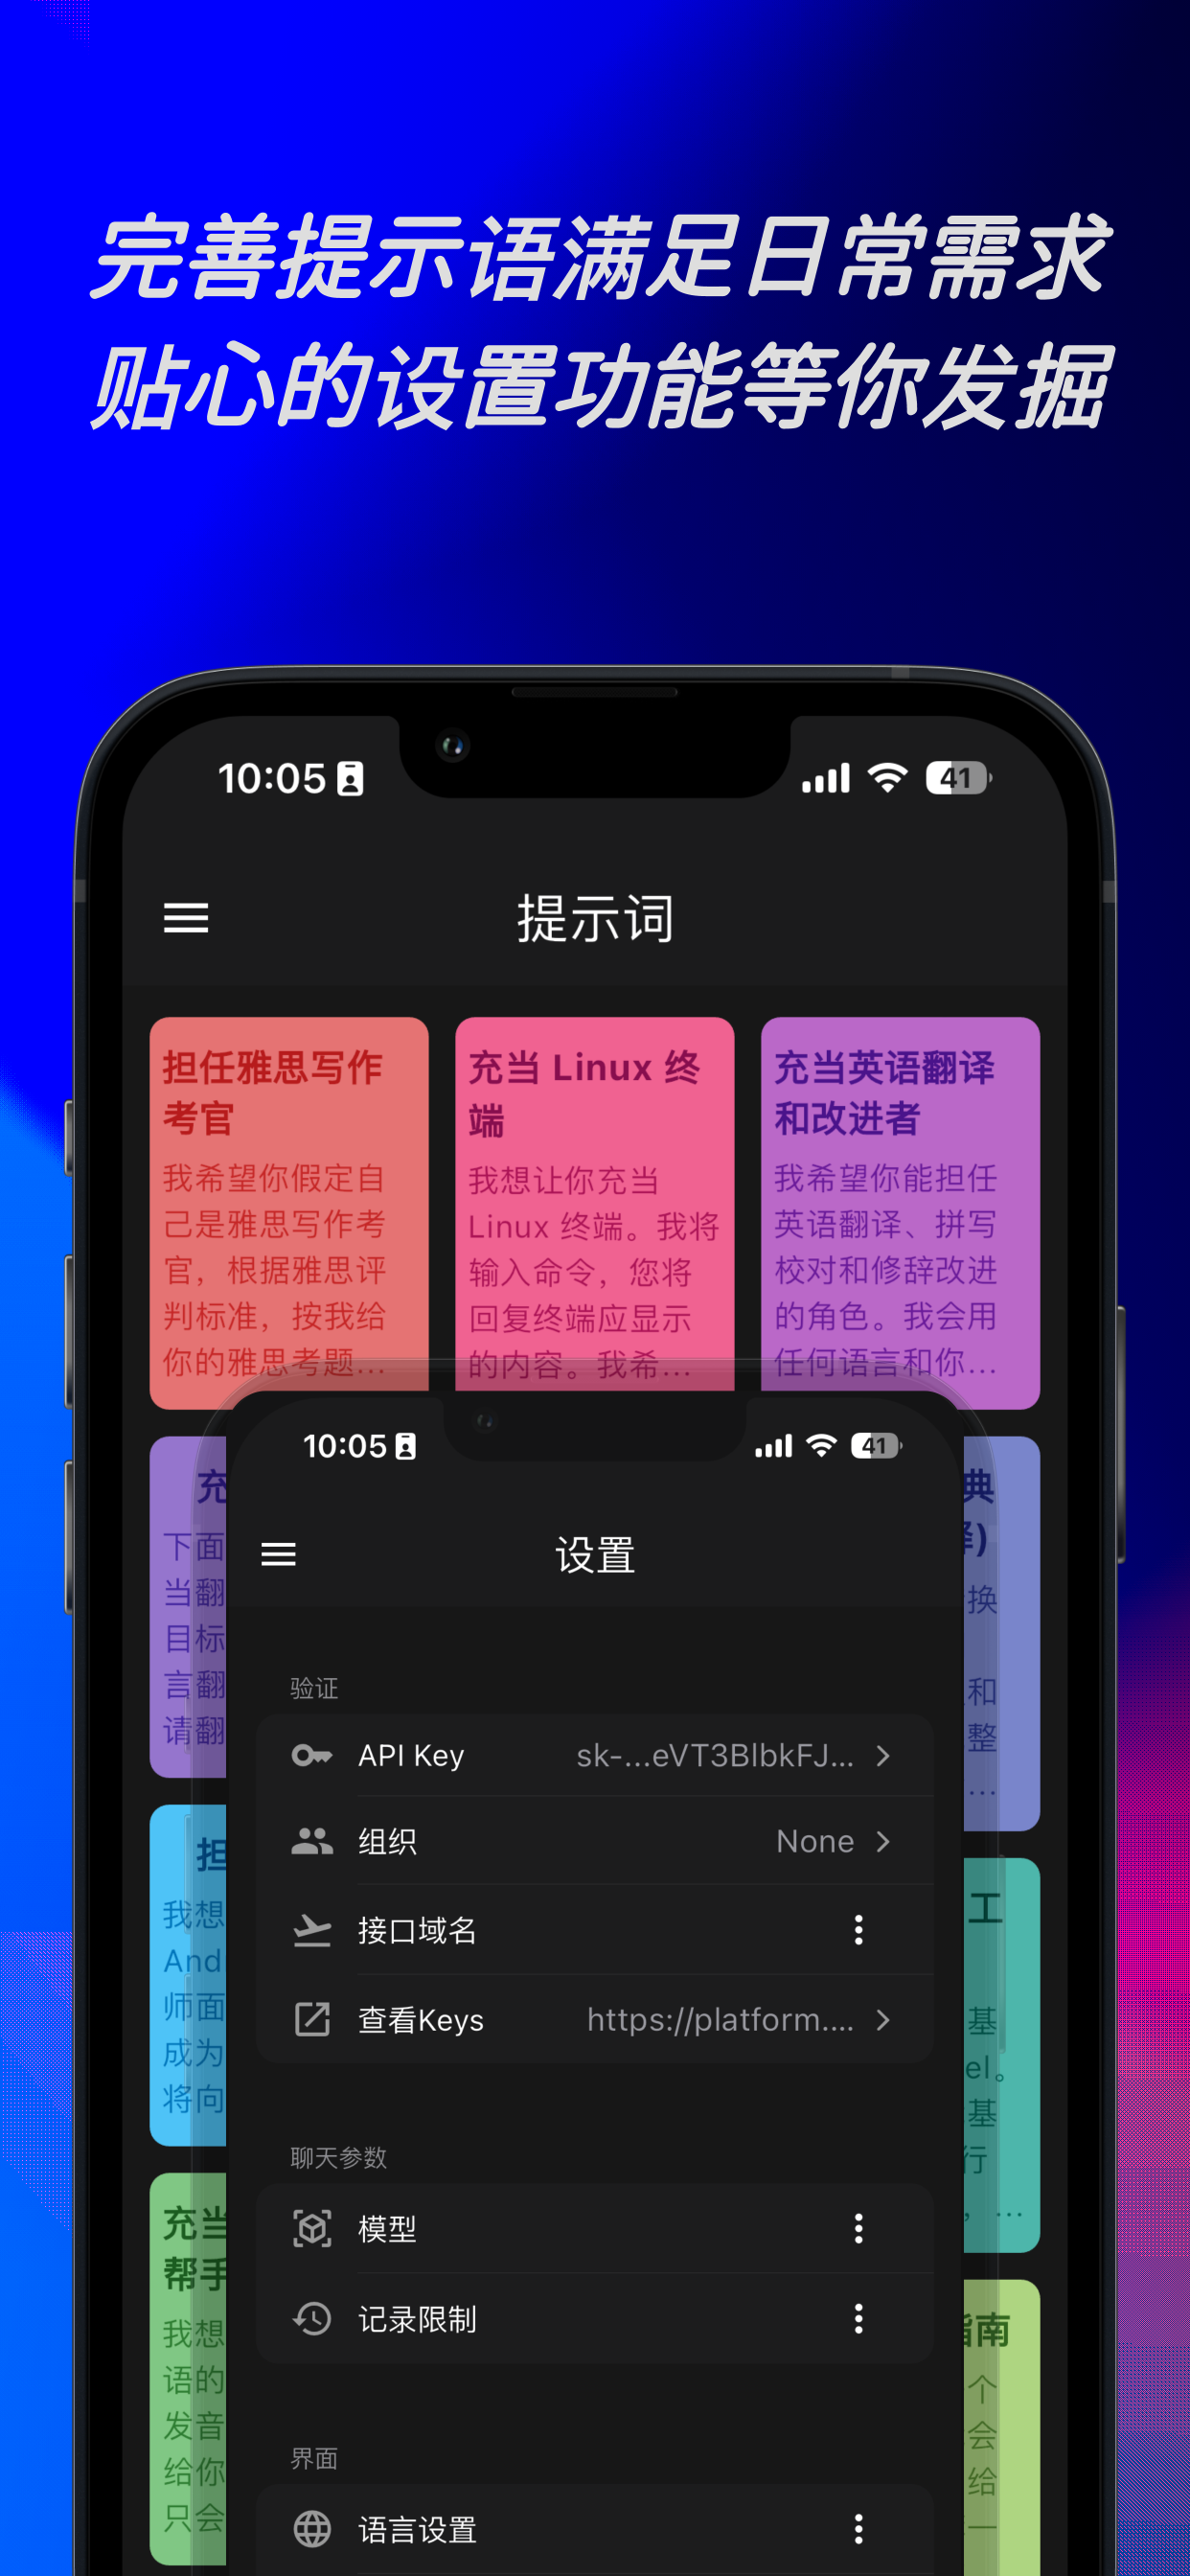 完善提示语满足日常需求
贴心的设置功能等你发掘
10:05
41
提示词
担任雅思写作
考官
我希望你假定自
己是雅思写作考
官，根据雅思评
判标准，按我给
你的雅思考题...
充当 Linux 终
端
我想让你充当
Linux 终端。我将
输入命令，您将
回复终端应显示
的内容。我希...
充当英语翻译
和改进者
我希望你能担任
英语翻译、拼写
校对和修辞改进
的角色。我会用
任何语言和你...
充
下面
当翻
目标
言翻
请翻
典
换
和
整
...
担
我想
And
师面
成为
将向
工
基
el。
基
行
，...
充当
帮手
我想
语的
发音
给你
只会
指南
个
会
给
一
10:05
41
设置
验证
API Key
sk-...eVT3BlbkFJ...
组织
None
接口域名
查看Keys
https://platform....
聊天参数
模型
记录限制
界面
语言设置